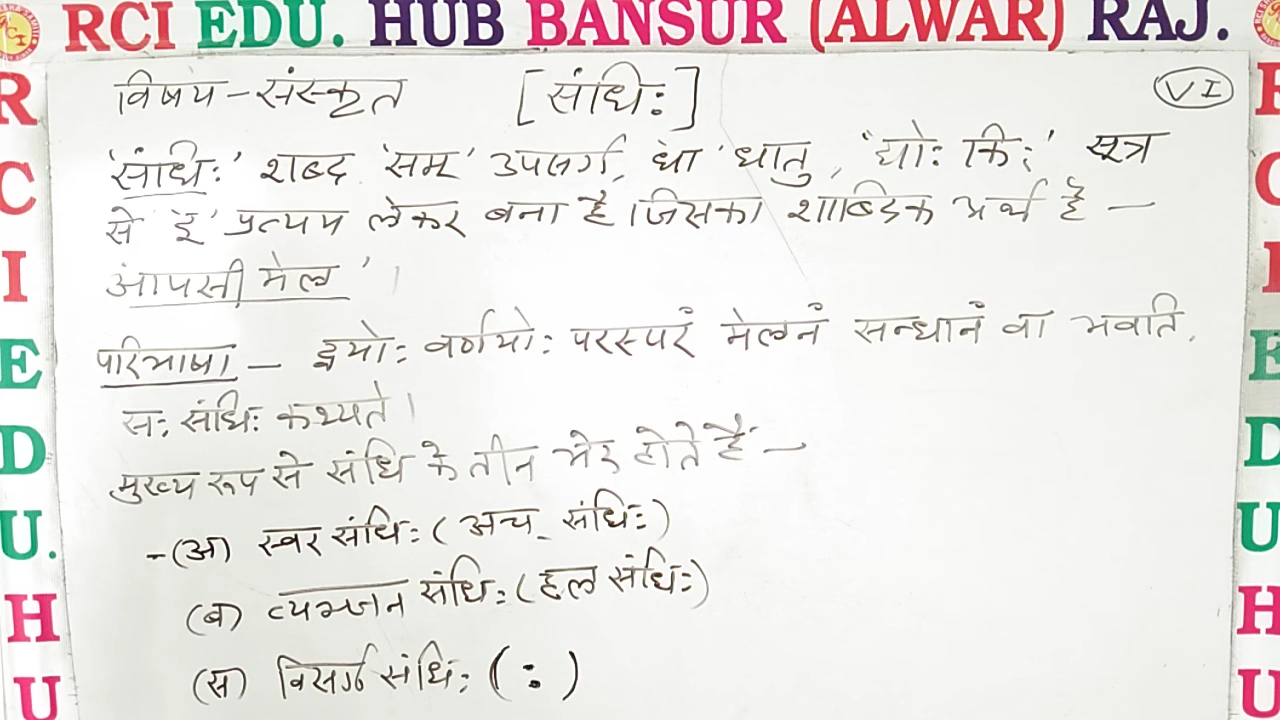 RCI EDU. HUB BANSUR (ALWAR) RAJ.
विषय - संस्कृत [संधिः] VI
'संधिः' शब्द 'सम्' उपसर्ग, धा 'धातु, 'घोः किः' सूत्र
से 'इ' प्रत्यय लेकर बना है। जिसका शाब्दिक अर्थ है -
आपसी मेल'।
परिभाषा - द्वयोः वर्णयोः परस्परं मेलनं सन्धानं वा भवति,
सः संधिः कथ्यते।
मुख्य रूप से संधि के तीन भेद होते हैं -
-(अ) स्वर संधिः (अच् संधिः)
(ब) व्यञ्जन संधिः (हल संधिः)
(स) विसर्ग संधिः (:)
R C I E D U. H U
R C I E D U H U